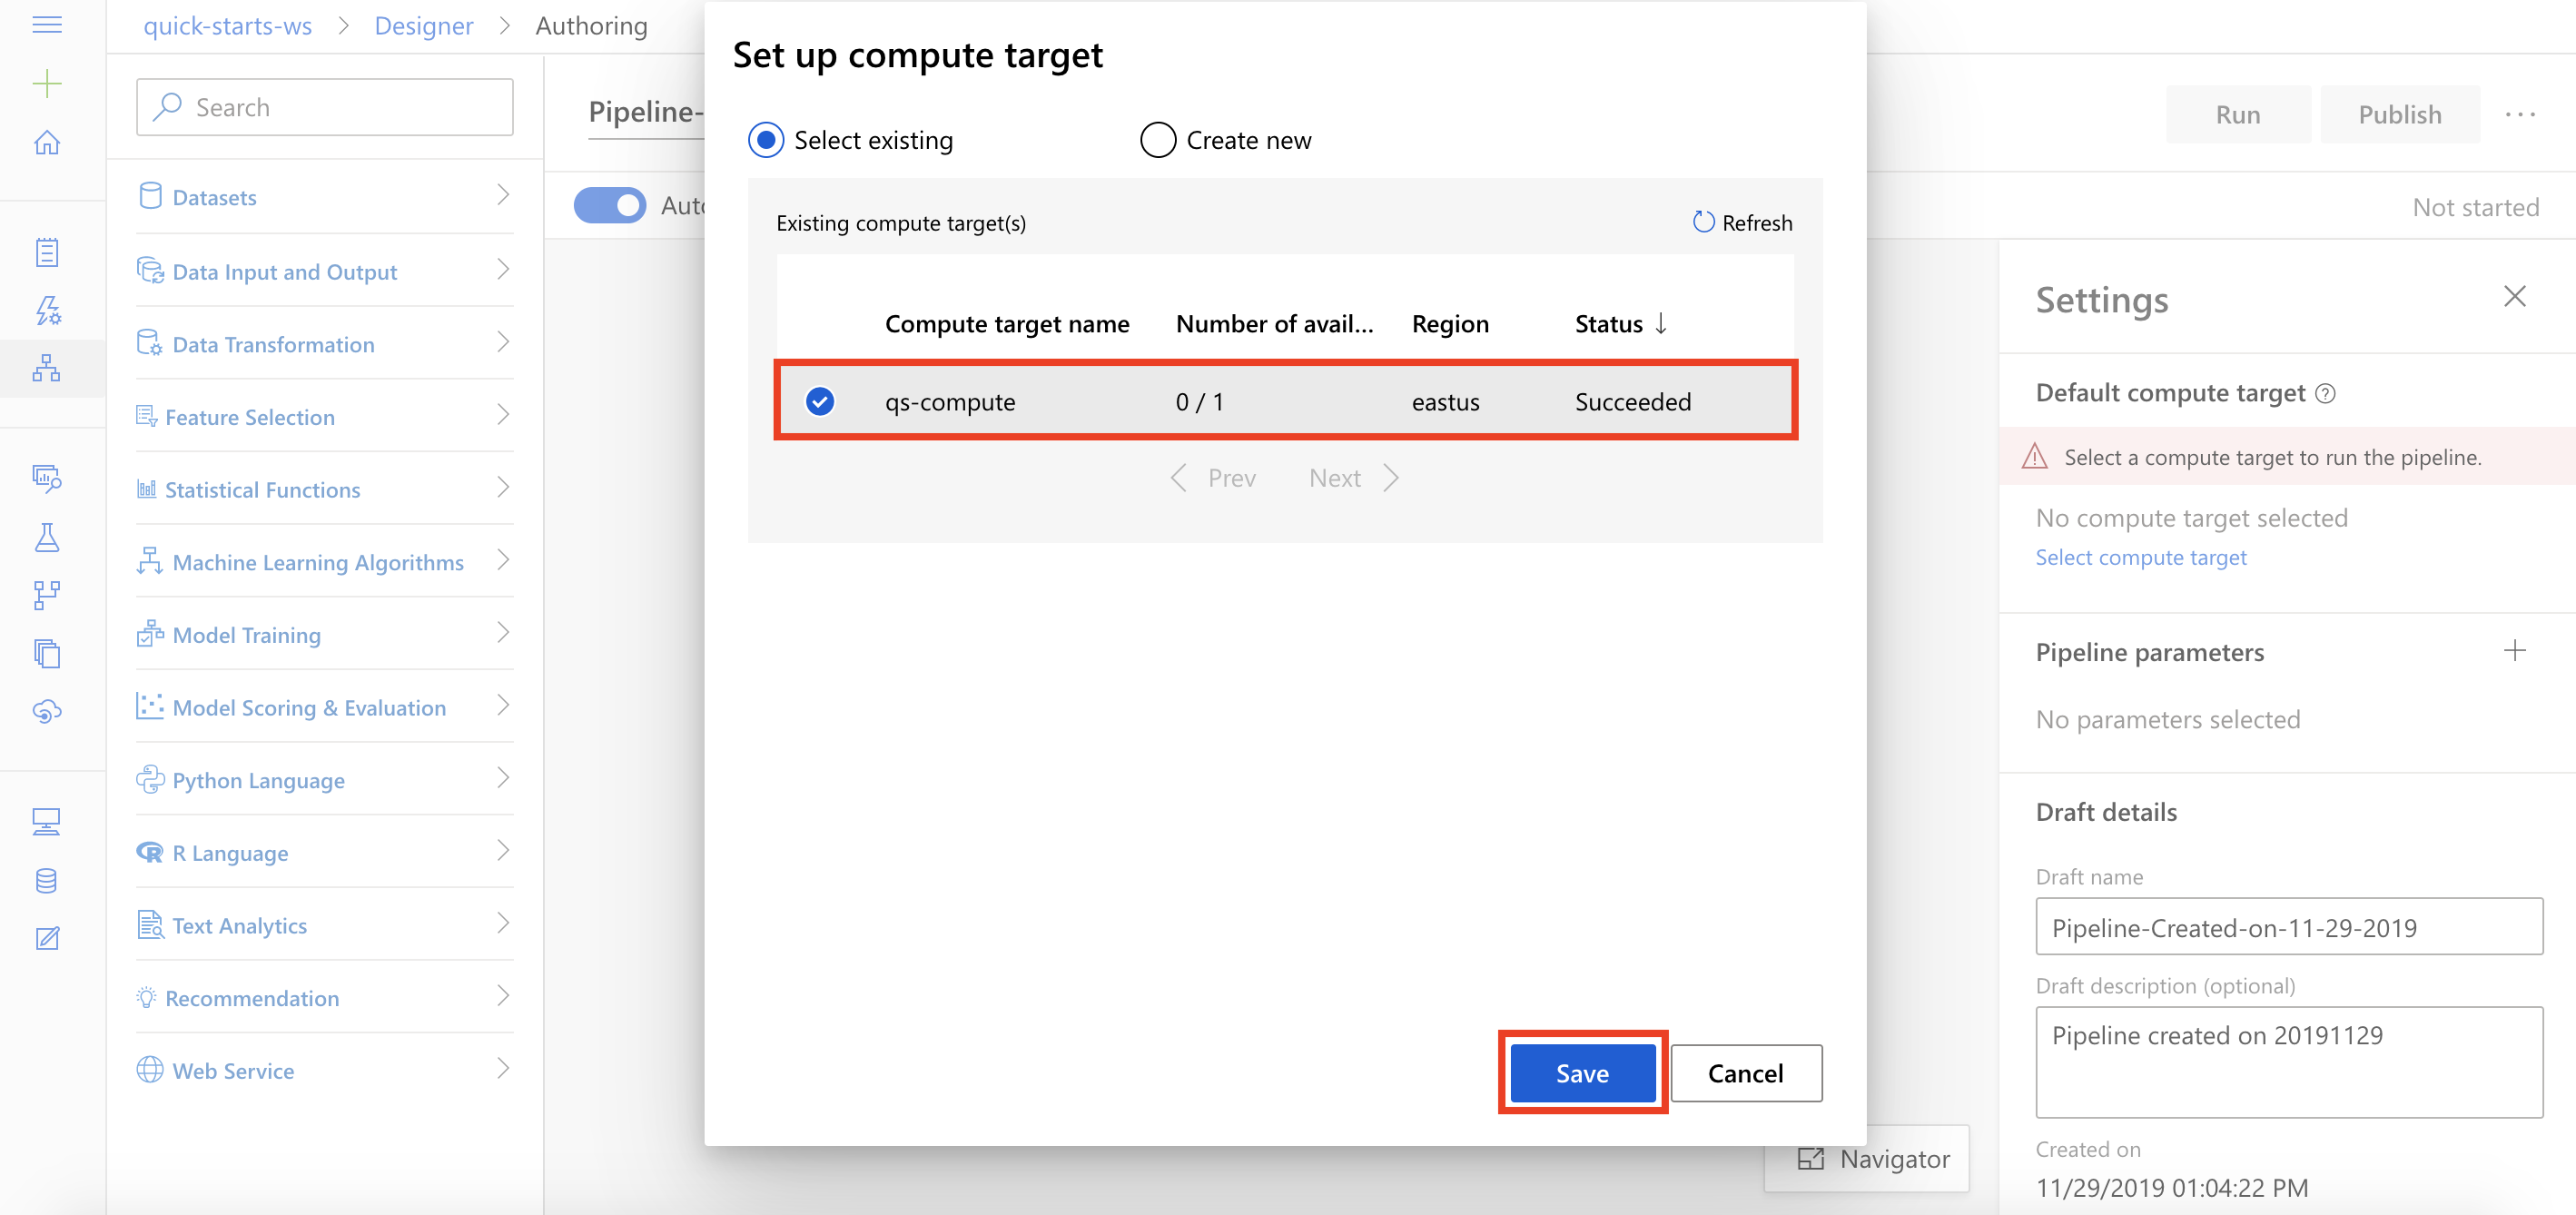 quick-starts-ws > Designer > Authoring
Search
Datasets
Data Input and Output
Data Transformation
Feature Selection
Statistical Functions
Machine Learning Algorithms
Model Training
Model Scoring & Evaluation
Python Language
R Language
Text Analytics
Recommendation
Web Service
Pipeline-
Auto
Set up compute target
Select existing
Create new
Existing compute target(s)
Refresh
Compute target name Number of avail... Region Status ↓
qs-compute 0 / 1 eastus Succeeded
< Prev Next >
Save
Cancel
Navigator
Run
Publish
...
Not started
Settings
Default compute target
Select a compute target to run the pipeline.
No compute target selected
Select compute target
Pipeline parameters
No parameters selected
Draft details
Draft name
Pipeline-Created-on-11-29-2019
Draft description (optional)
Pipeline created on 20191129
Created on
11/29/2019 01:04:22 PM